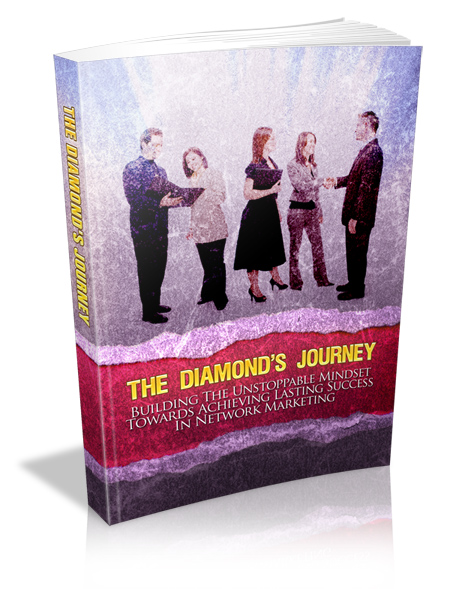 THE DIAMOND'S JOURNEY
THE DIAMOND'S JOURNEY
BUILDING THE UNSTOPPABLE MINDSET
TOWARDS ACHIEVING LASTING SUCCESS
IN NETWORK MARKETING